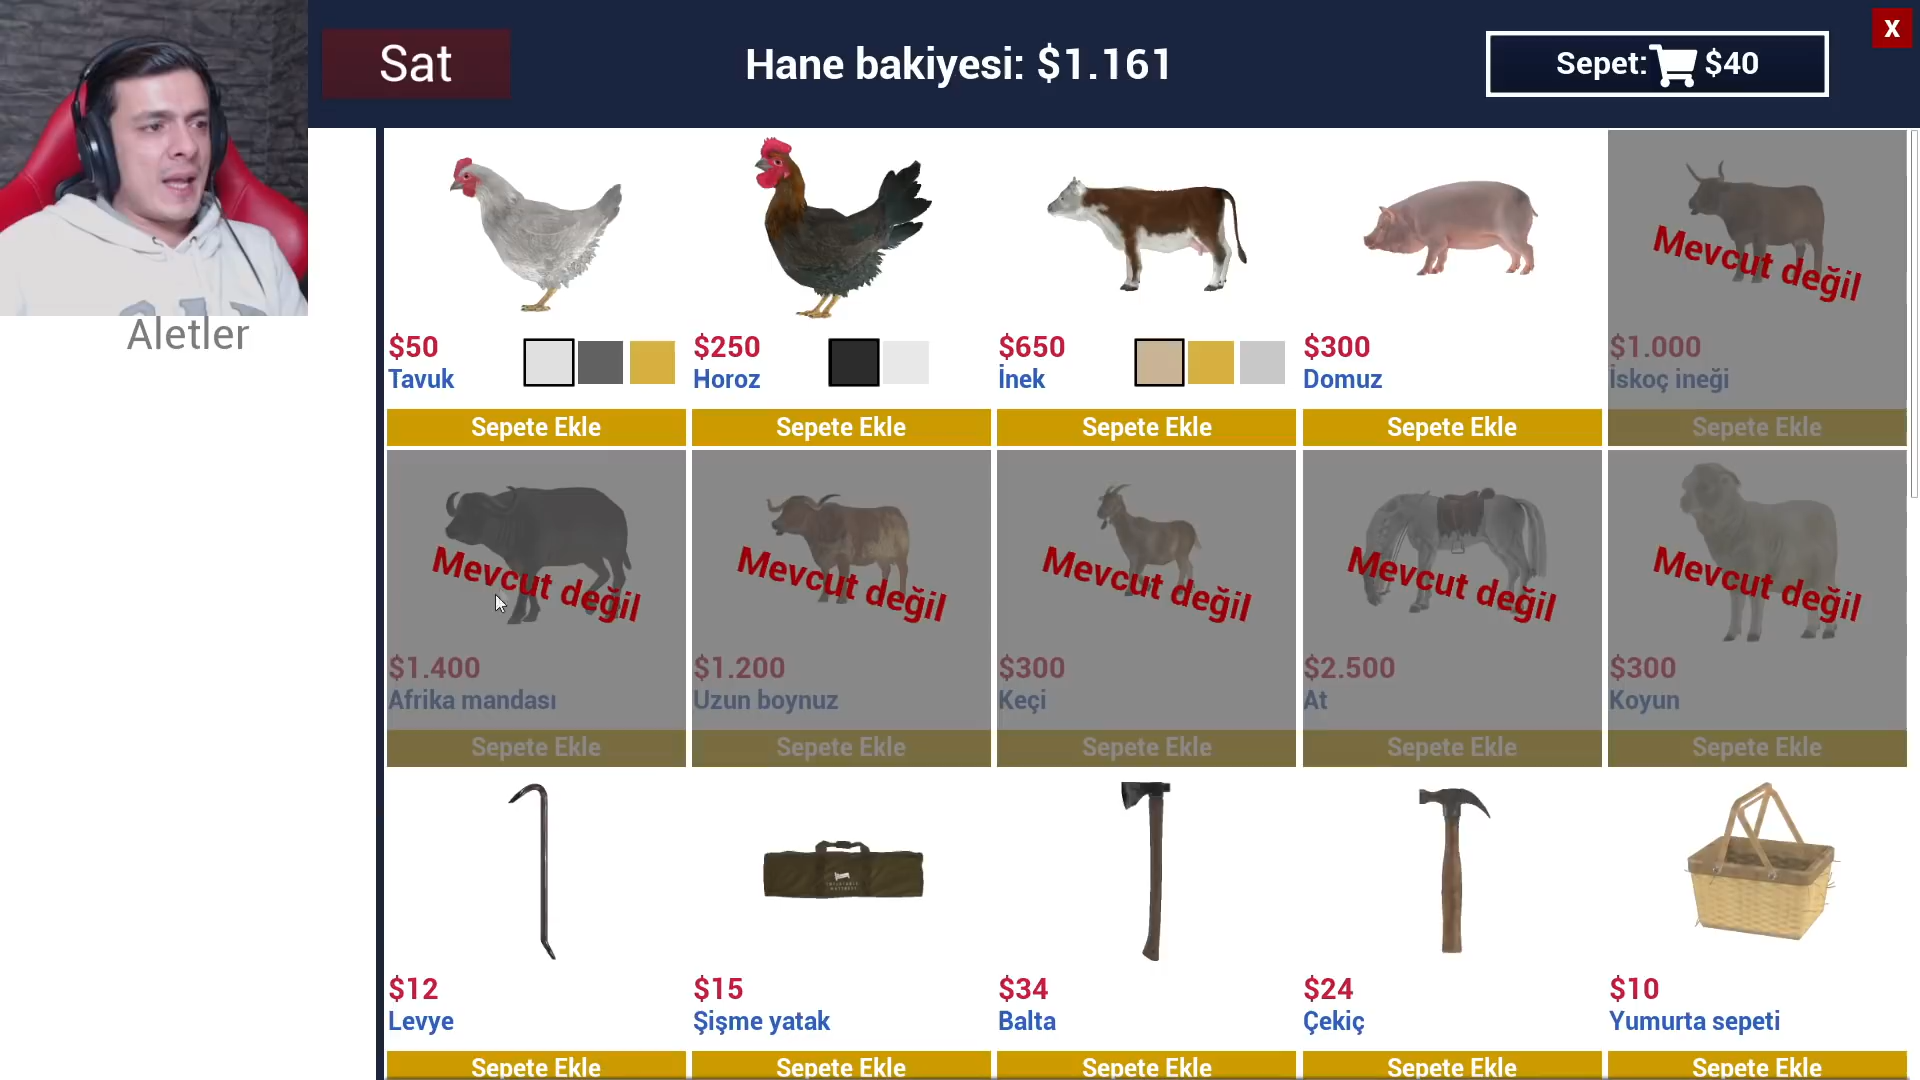 Sat
Hane bakiyesi: $1.161
Sepet: $40
X
Aletler
$50
Tavuk
Sepete Ekle
$250
Horoz
Sepete Ekle
$650
İnek
Sepete Ekle
$300
Domuz
Sepete Ekle
Mevcut değil
$1.000
İskoç ineği
Sepete Ekle
Mevcut değil
$1.400
Afrika mandası
Sepete Ekle
Mevcut değil
$1.200
Uzun boynuz
Sepete Ekle
Mevcut değil
$300
Keçi
Sepete Ekle
Mevcut değil
$2.500
At
Sepete Ekle
Mevcut değil
$300
Koyun
Sepete Ekle
$12
Levye
Sepete Ekle
$15
Şişme yatak
Sepete Ekle
$34
Balta
Sepete Ekle
$24
Çekiç
Sepete Ekle
$10
Yumurta sepeti
Sepete Ekle